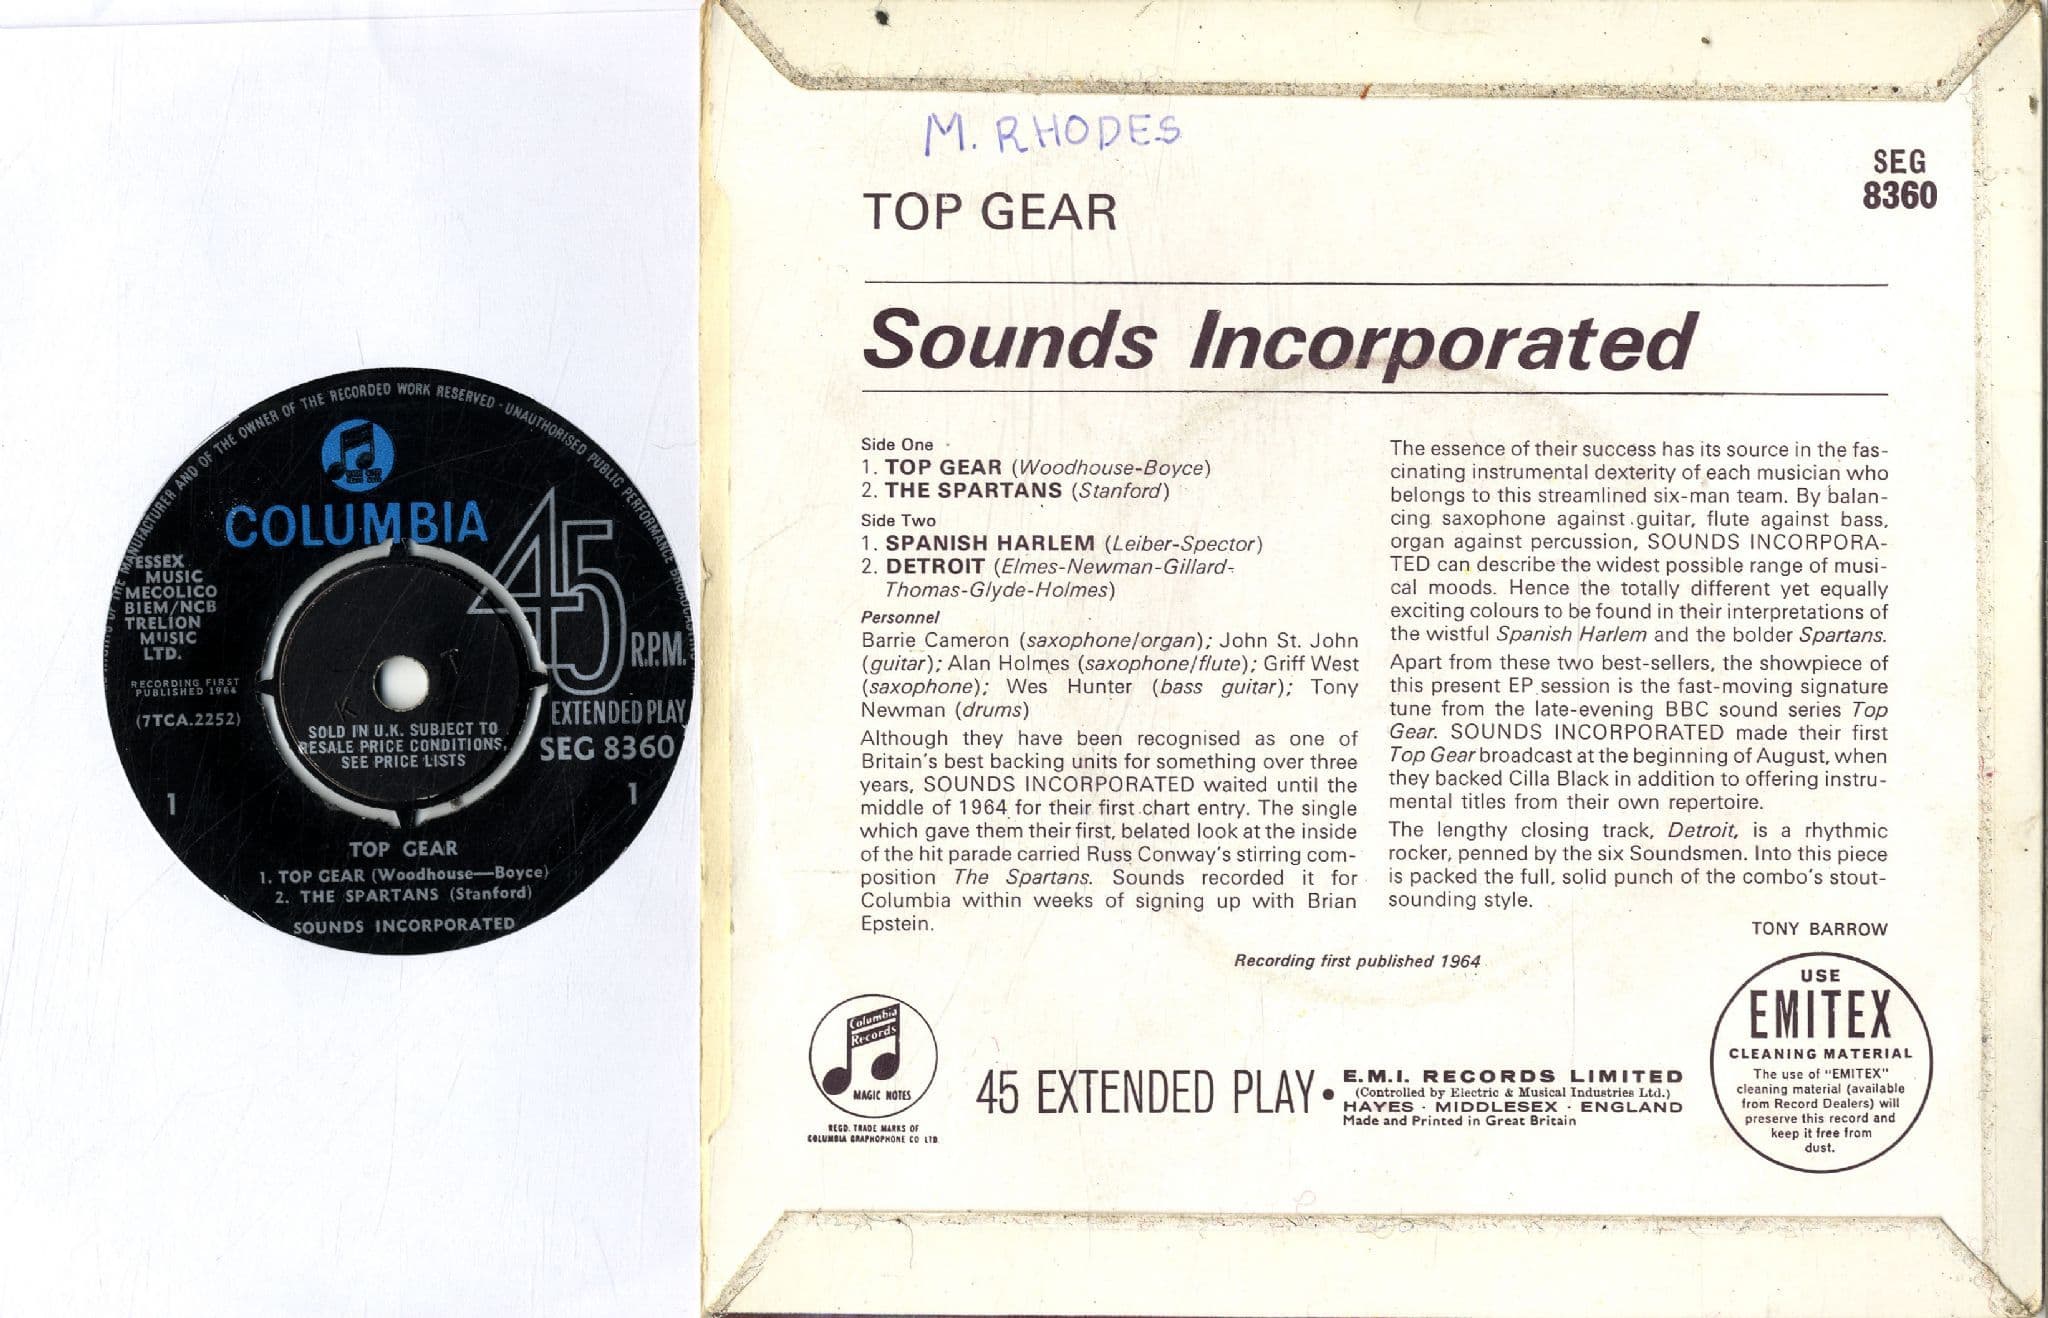 THE MANUFACTURER AND OF THE OWNER OF THE RECORDED WORK RESERVED - UNAUTHORISED PUBLIC PERFORMANCE BROADCASTING
COLUMBIA
45
R.P.M.
EXTENDED PLAY
SEG 8360
ESSEX
MUSIC
MECOLICO
BIEM/NCB
TRELION
MUSIC
LTD.
RECORDING FIRST
PUBLISHED 1964
(7TCA.2252)
SOLD IN U.K. SUBJECT TO
RESALE PRICE CONDITIONS,
SEE PRICE LISTS
1
1
TOP GEAR
1. TOP GEAR (Woodhouse—Boyce)
2. THE SPARTANS (Stanford)
SOUNDS INCORPORATED
M. RHODES
SEG
8360
TOP GEAR
Sounds Incorporated
Side One
1. TOP GEAR (Woodhouse-Boyce)
2. THE SPARTANS (Stanford)
Side Two
1. SPANISH HARLEM (Leiber-Spector)
2. DETROIT (Elmes-Newman-Gillard-
Thomas-Glyde-Holmes)
Personnel
Barrie Cameron (saxophone/organ); John St. John
(guitar); Alan Holmes (saxophone/flute); Griff West
(saxophone); Wes Hunter (bass guitar); Tony
Newman (drums)
Although they have been recognised as one of
Britain's best backing units for something over three
years, SOUNDS INCORPORATED waited until the
middle of 1964 for their first chart entry. The single
which gave them their first, belated look at the inside
of the hit parade carried Russ Conway's stirring com-
position The Spartans. Sounds recorded it for
Columbia within weeks of signing up with Brian
Epstein.
The essence of their success has its source in the fas-
cinating instrumental dexterity of each musician who
belongs to this streamlined six-man team. By balan-
cing saxophone against guitar, flute against bass,
organ against percussion, SOUNDS INCORPORA-
TED can describe the widest possible range of musi-
cal moods. Hence the totally different yet equally
exciting colours to be found in their interpretations of
the wistful Spanish Harlem and the bolder Spartans.
Apart from these two best-sellers, the showpiece of
this present EP session is the fast-moving signature
tune from the late-evening BBC sound series Top
Gear. SOUNDS INCORPORATED made their first
Top Gear broadcast at the beginning of August, when
they backed Cilla Black in addition to offering instru-
mental titles from their own repertoire.
The lengthy closing track, Detroit, is a rhythmic
rocker, penned by the six Soundsmen. Into this piece
is packed the full, solid punch of the combo's stout-
sounding style.
TONY BARROW
Recording first published 1964
Columbia
Records
MAGIC NOTES
REGD. TRADE MARKS OF
COLUMBIA GRAPHOPHONE CO LTD
45 EXTENDED PLAY •
E.M.I. RECORDS LIMITED
(Controlled by Electric & Musical Industries Ltd.)
HAYES · MIDDLESEX · ENGLAND
Made and Printed in Great Britain
USE
EMITEX
CLEANING MATERIAL
The use of "EMITEX"
cleaning material (available
from Record Dealers) will
preserve this record and
keep it free from
dust.